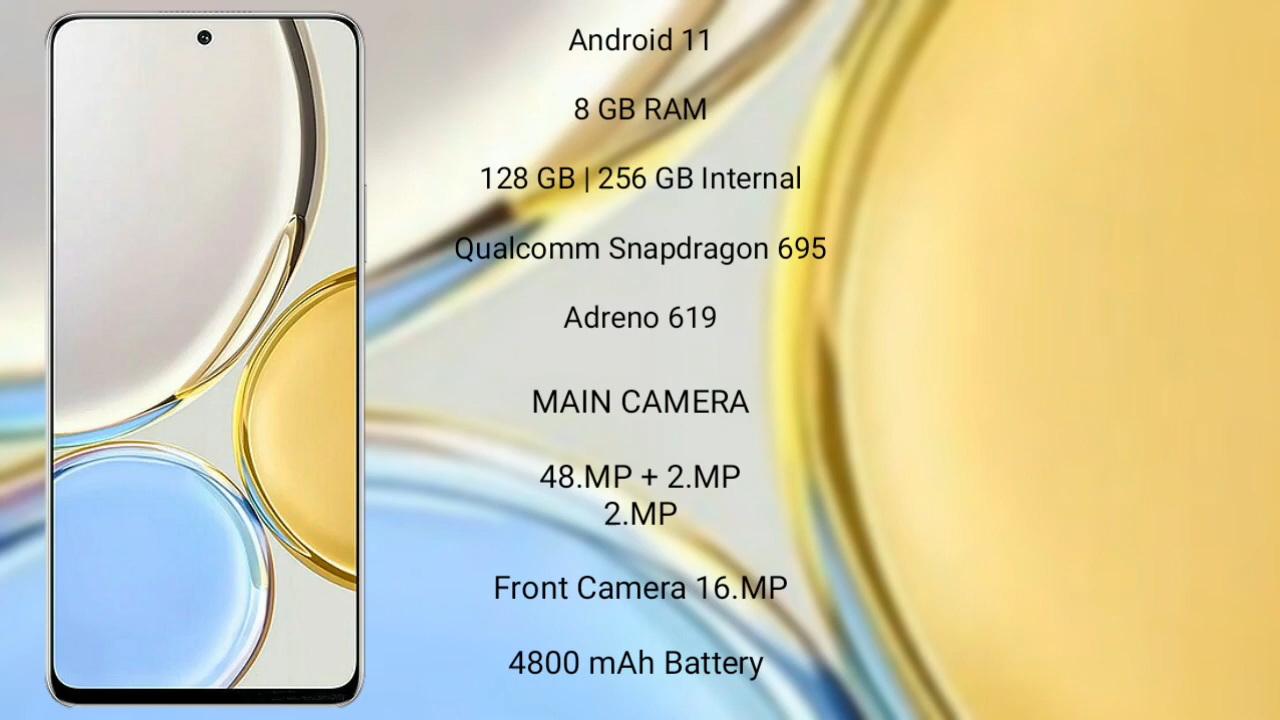 Android 11
8 GB RAM
128 GB | 256 GB Internal
Qualcomm Snapdragon 695
Adreno 619
MAIN CAMERA
48.MP + 2.MP
2.MP
Front Camera 16.MP
4800 mAh Battery